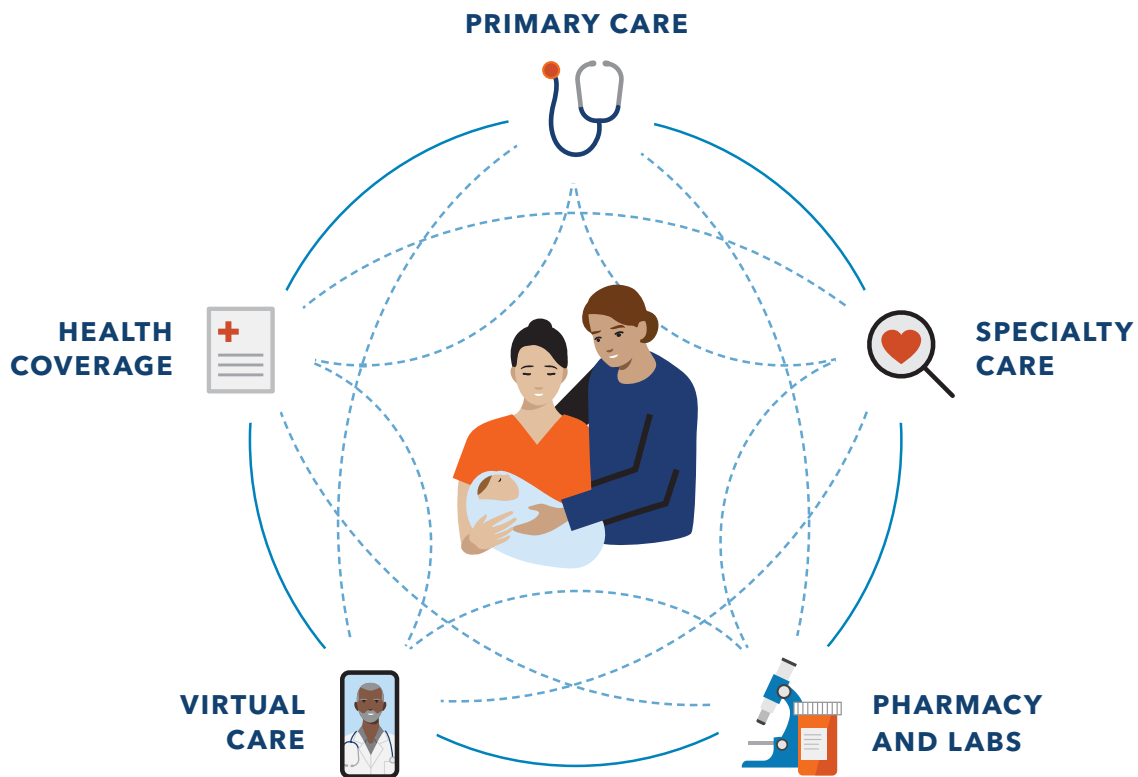 PRIMARY CARE
HEALTH
COVERAGE
SPECIALTY
CARE
VIRTUAL
CARE
PHARMACY
AND LABS